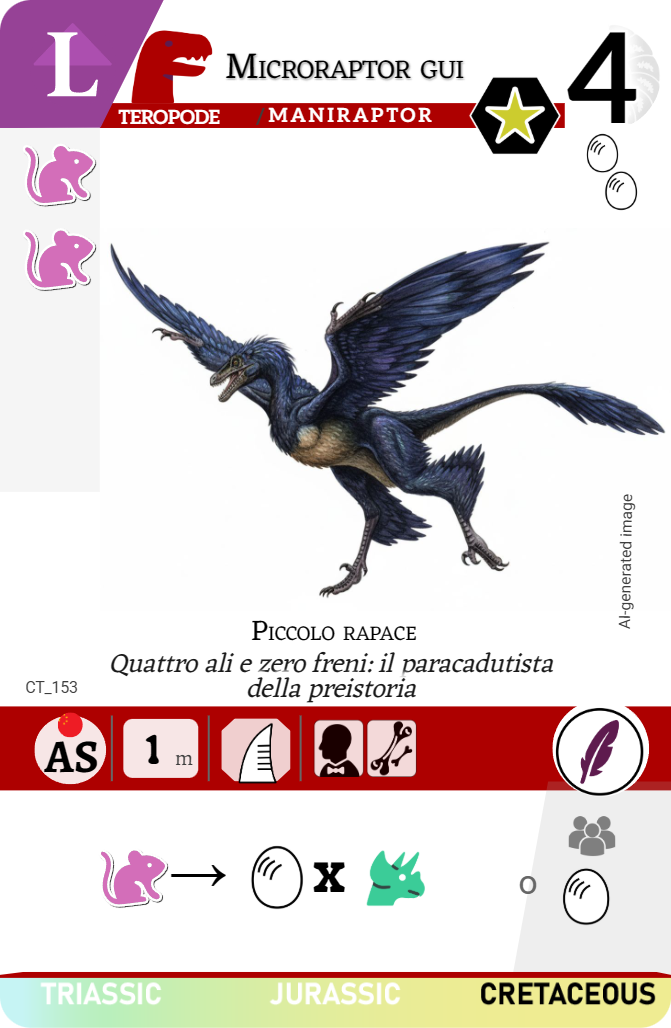 L
Microraptor gui
4
TEROPODE / MANIRAPTOR
AI-generated image
Piccolo rapace
Quattro ali e zero freni: il paracadutista
della preistoria
CT_153
AS
1 m
x
o
TRIASSIC JURASSIC CRETACEOUS